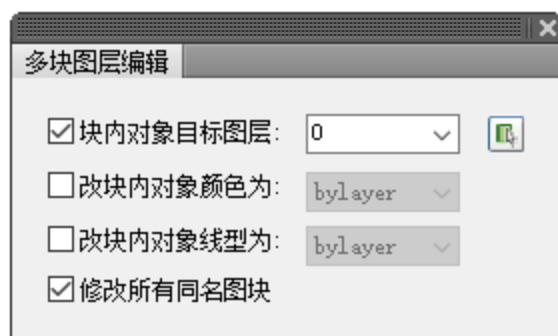 多块图层编辑
块内对象目标图层: 0
改块内对象颜色为: bylayer
改块内对象线型为: bylayer
修改所有同名图块